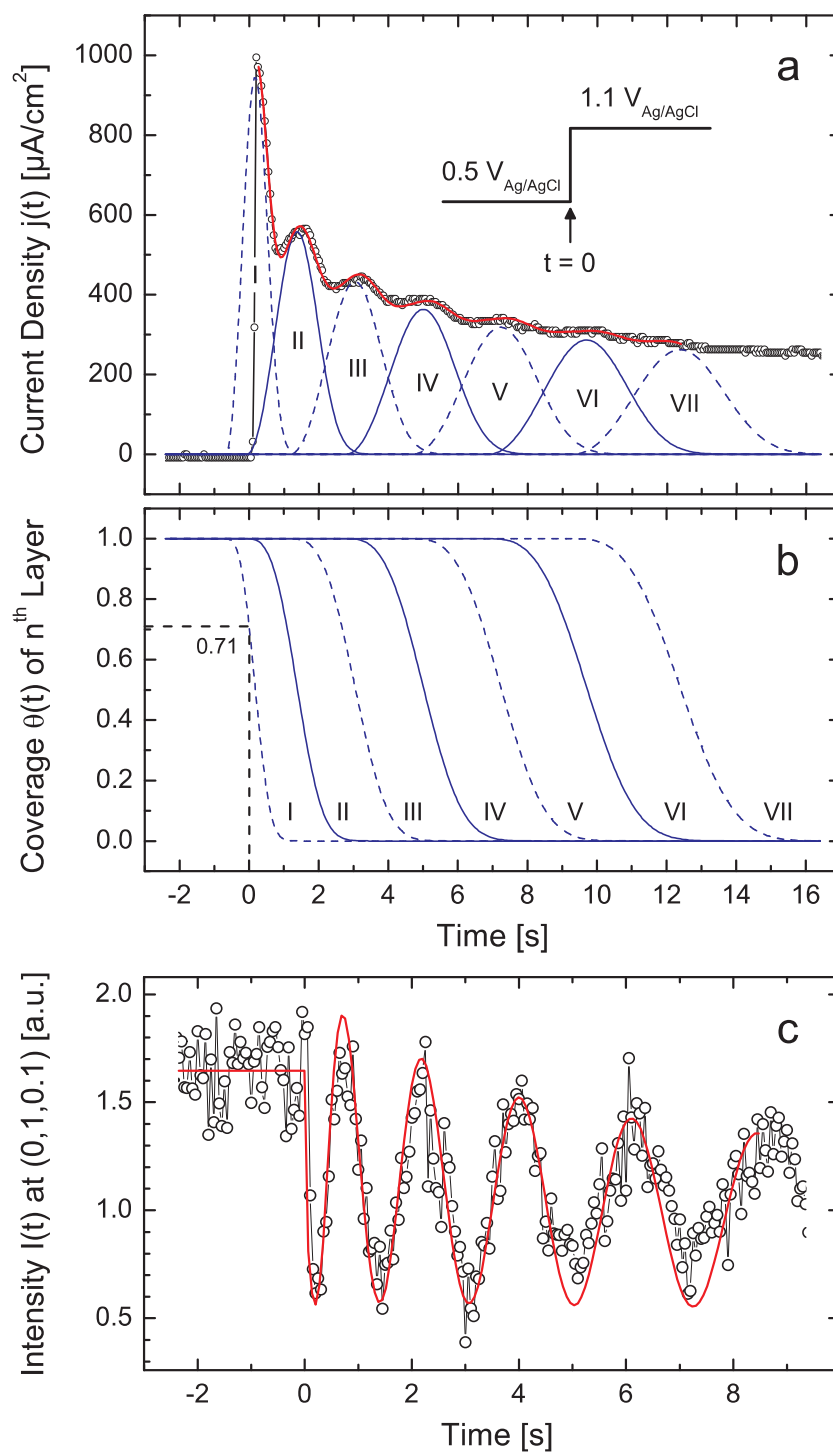 a
Current Density j(t) [µA/cm²]
1000
800
600
400
200
0
1.1 V Ag/AgCl
0.5 V Ag/AgCl
t = 0
I
II
III
IV
V
VI
VII
b
Coverage θ(t) of nᵗʰ Layer
1.0
0.8
0.6
0.4
0.2
0.0
0.71
I II III IV V VI VII
-2 0 2 4 6 8 10 12 14 16
Time [s]
c
Intensity I(t) at (0,1,0.1) [a.u.]
2.0
1.5
1.0
0.5
-2 0 2 4 6 8
Time [s]